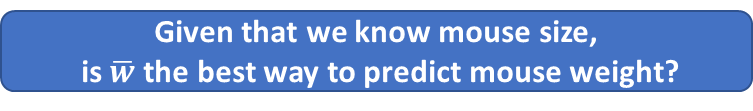 Given that we know mouse size,
is w̅ the best way to predict mouse weight?